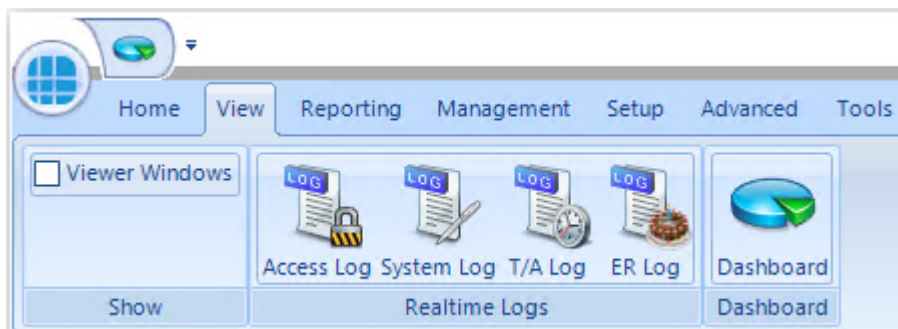 Home View Reporting Management Setup Advanced Tools
Viewer Windows
LOG LOG LOG LOG
Access Log System Log T/A Log ER Log Dashboard
Show Realtime Logs Dashboard